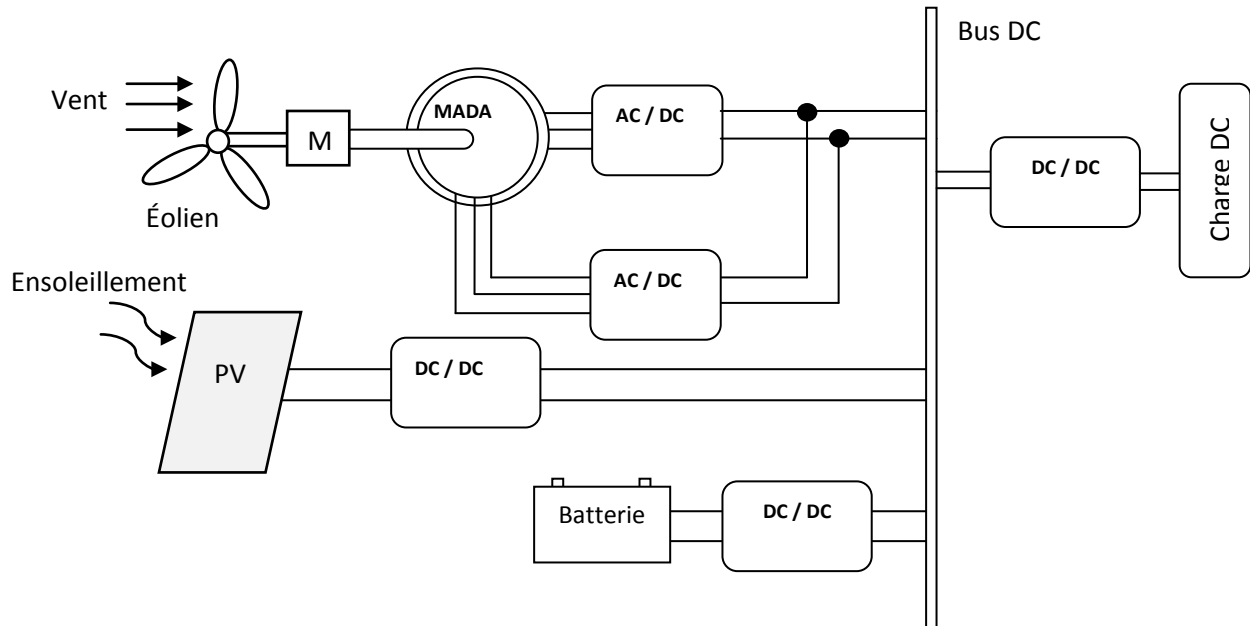 Bus DC
Vent
M
MADA
AC / DC
DC / DC
Charge DC
Éolien
AC / DC
Ensoleillement
PV
DC / DC
Batterie
DC / DC